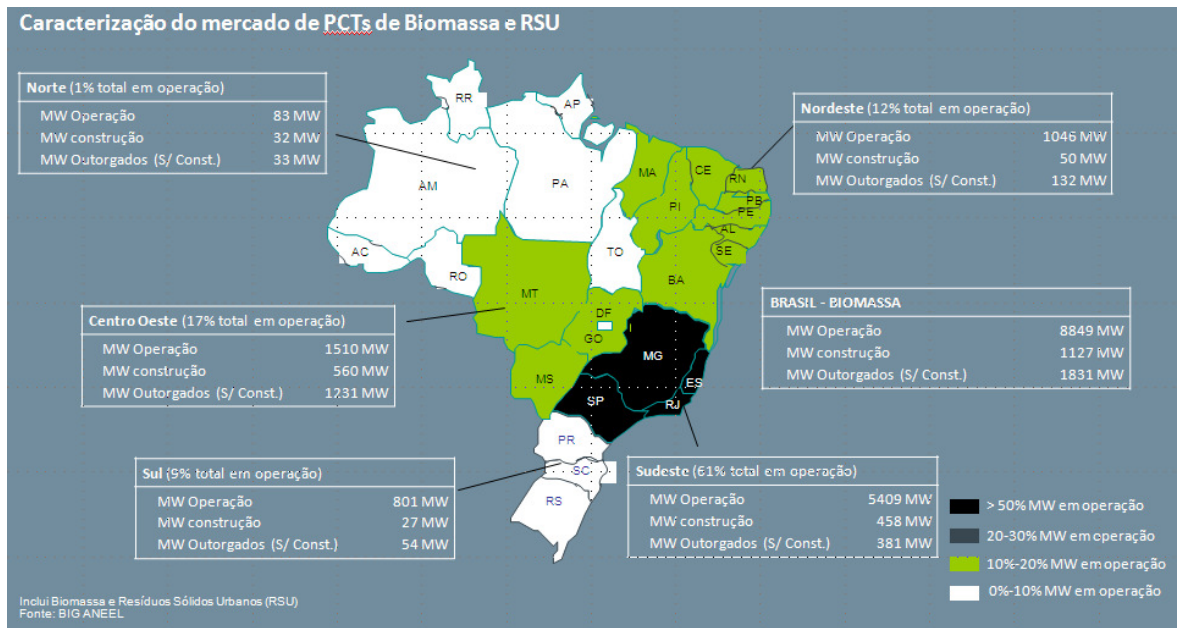 Caracterização do mercado de PCTs de Biomassa e RSU
Norte (1% total em operação)
MW Operação 83 MW
MW construção 32 MW
MW Outorgados (S/ Const.) 33 MW
Nordeste (12% total em operação)
MW Operação 1046 MW
MW construção 50 MW
MW Outorgados (S/ Const.) 132 MW
RR
AP
AM
PA
MA
CE
RN
PB
PE
PI
AL
SE
AC
RO
TO
BA
MT
DF
GO
MS
MG
ES
SP
RJ
PR
SC
RS
Centro Oeste (17% total em operação)
MW Operação 1510 MW
MW construção 560 MW
MW Outorgados (S/ Const.) 1231 MW
BRASIL - BIOMASSA
MW Operação 8849 MW
MW construção 1127 MW
MW Outorgados (S/ Const.) 1831 MW
Sul (9% total em operação)
MW Operação 801 MW
MW construção 27 MW
MW Outorgados (S/ Const.) 54 MW
Sudeste (61% total em operação)
MW Operação 5409 MW
MW construção 458 MW
MW Outorgados (S/ Const.) 381 MW
> 50% MW em operação
20-30% MW em operação
10%-20% MW em operação
0%-10% MW em operação
Inclui Biomassa e Resíduos Sólidos Urbanos (RSU)
Fonte: BIG ANEEL